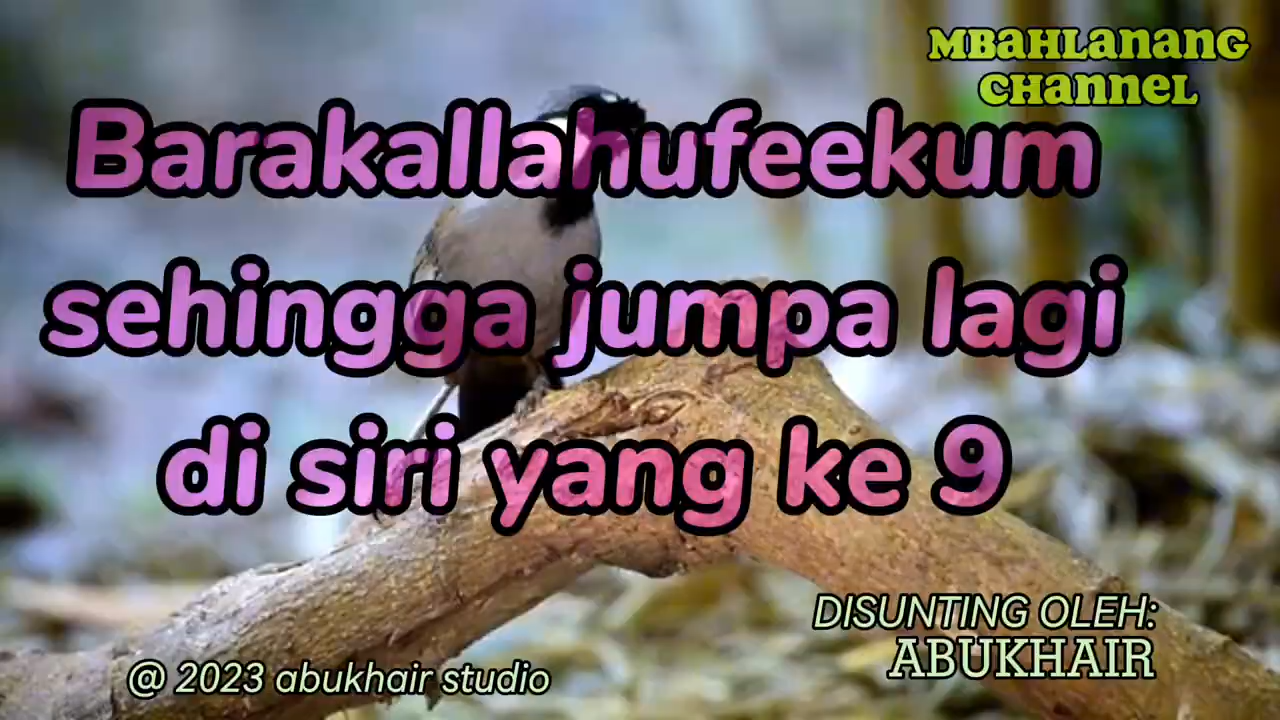 MBAHLANANG
CHANNEL
Barakallahufeekum
sehingga jumpa lagi
di siri yang ke 9
DISUNTING OLEH:
ABUKHAIR
@ 2023 abukhair studio